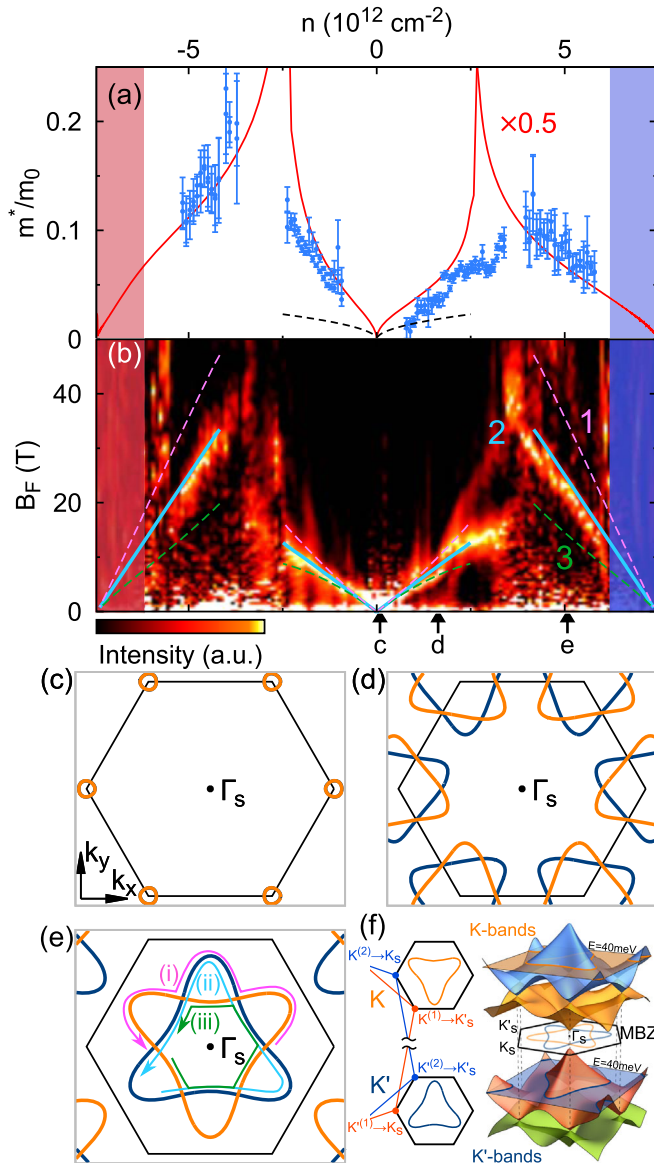 n (10¹² cm⁻²)
-5 0 5
(a)
×0.5
m*/m₀
0.2
0.1
0
(b)
1
2
3
B_F (T)
40
20
0
c d e
Intensity (a.u.)
(c)
Γₛ
k_y
kₓ
(d)
Γₛ
(e)
(i)
(ii)
(iii)
Γₛ
(f)
K-bands
E=40meV
K⁽²⁾→Kₛ
K
K⁽¹⁾→K'ₛ
≈
K'ₛ
Kₛ
Γₛ
MBZ
K'⁽²⁾→K'ₛ
K'
K'⁽¹⁾→Kₛ
E=40meV
K'-bands